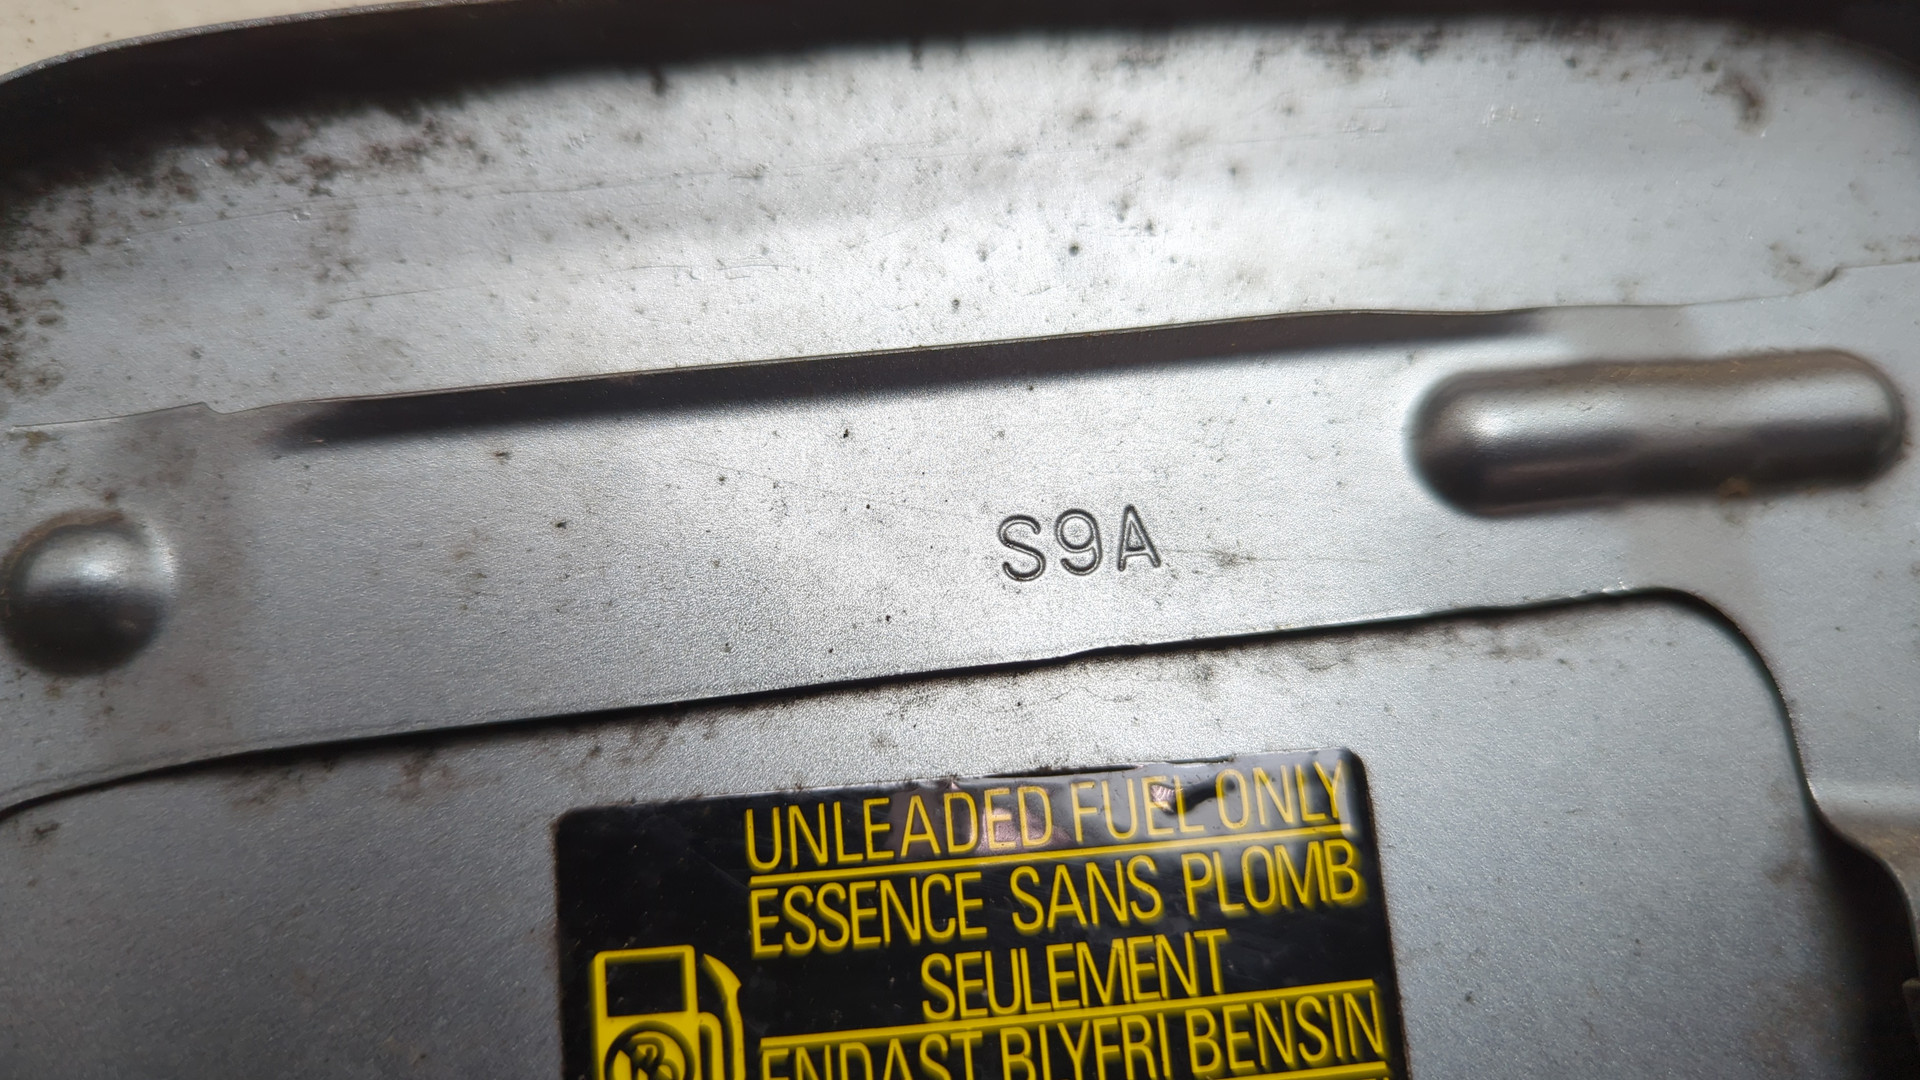 S9A
UNLEADED FUEL ONLY
ESSENCE SANS PLOMB
SEULEMENT
ENDAST BLYFRI BENSIN